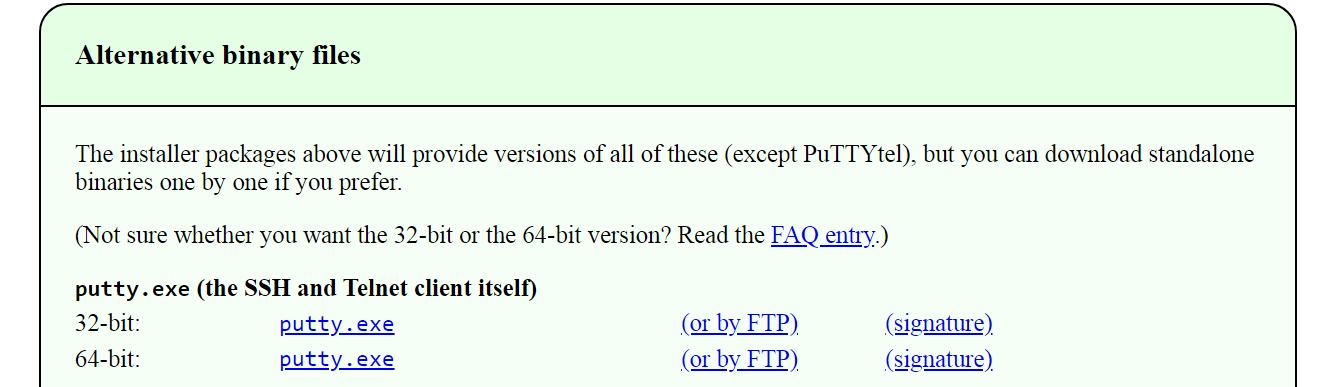 Alternative binary files
The installer packages above will provide versions of all of these (except PuTTYtel), but you can download standalone
binaries one by one if you prefer.
(Not sure whether you want the 32-bit or the 64-bit version? Read the FAQ entry.)
putty.exe (the SSH and Telnet client itself)
32-bit: putty.exe (or by FTP) (signature)
64-bit: putty.exe (or by FTP) (signature)